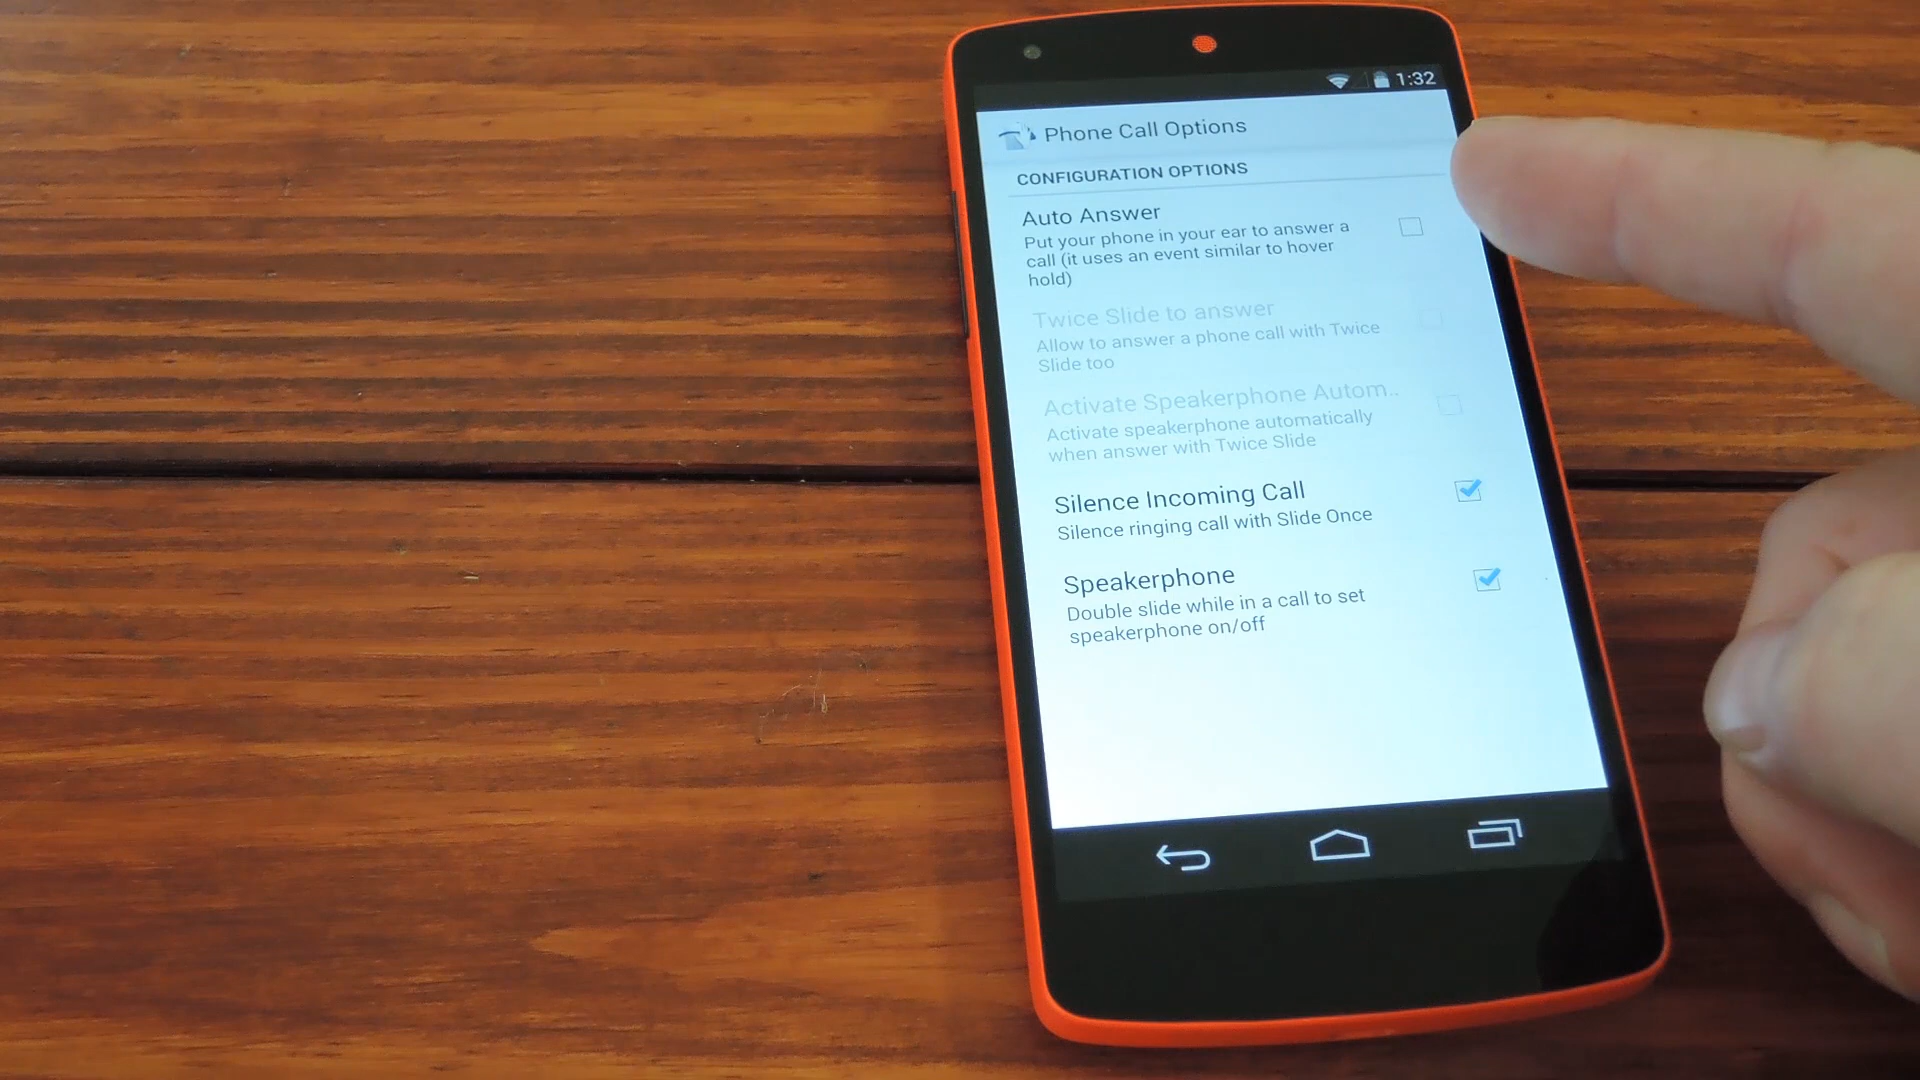 1:32
Phone Call Options
CONFIGURATION OPTIONS
Auto Answer
Put your phone in your ear to answer a
call (it uses an event similar to hover
hold)
Twice Slide to answer
Allow to answer a phone call with Twice
Slide too
Activate Speakerphone Autom..
Activate speakerphone automatically
when answer with Twice Slide
Silence Incoming Call
Silence ringing call with Slide Once
Speakerphone
Double slide while in a call to set
speakerphone on/off